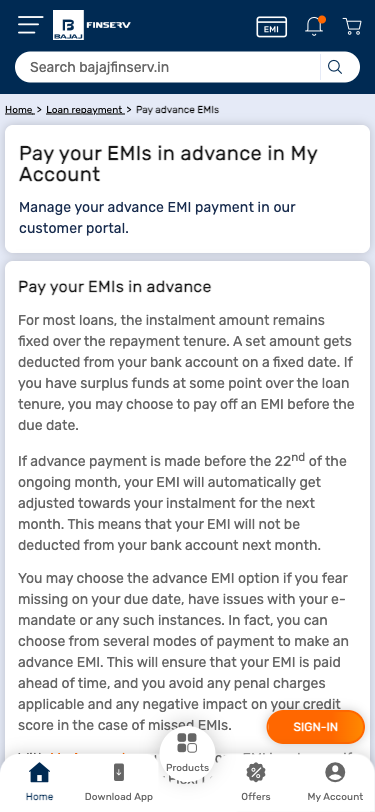 B
BAJAJ
FINSERV
EMI
Search bajajfinserv.in
Home > Loan repayment > Pay advance EMIs
Pay your EMIs in advance in My
Account
Manage your advance EMI payment in our
customer portal.
Pay your EMIs in advance
For most loans, the instalment amount remains
fixed over the repayment tenure. A set amount gets
deducted from your bank account on a fixed date. If
you have surplus funds at some point over the loan
tenure, you may choose to pay off an EMI before the
due date.
If advance payment is made before the 22nd of the
ongoing month, your EMI will automatically get
adjusted towards your instalment for the next
month. This means that your EMI will not be
deducted from your bank account next month.
You may choose the advance EMI option if you fear
missing on your due date, have issues with your e-
mandate or any such instances. In fact, you can
choose from several modes of payment to make an
advance EMI. This will ensure that your EMI is paid
ahead of time, and you avoid any penal charges
applicable and any negative impact on your credit
score in the case of missed EMIs.
SIGN-IN
Home
Download App
Products
Offers
My Account